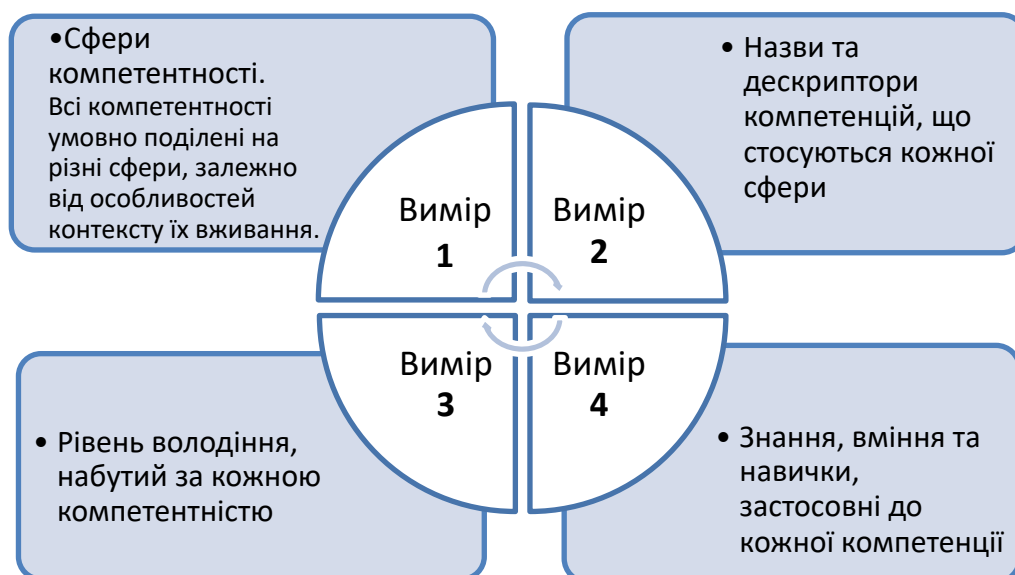 •Сфери
компетентності.
Всі компетентності
умовно поділені на
різні сфери, залежно
від особливостей
контексту їх вживання.
• Назви та
дескриптори
компетенцій, що
стосуються кожної
сфери
Вимір
1
Вимір
2
Вимір
3
Вимір
4
• Рівень володіння,
набутий за кожною
компетентністю
• Знання, вміння та
навички,
застосовні до
кожної компетенції